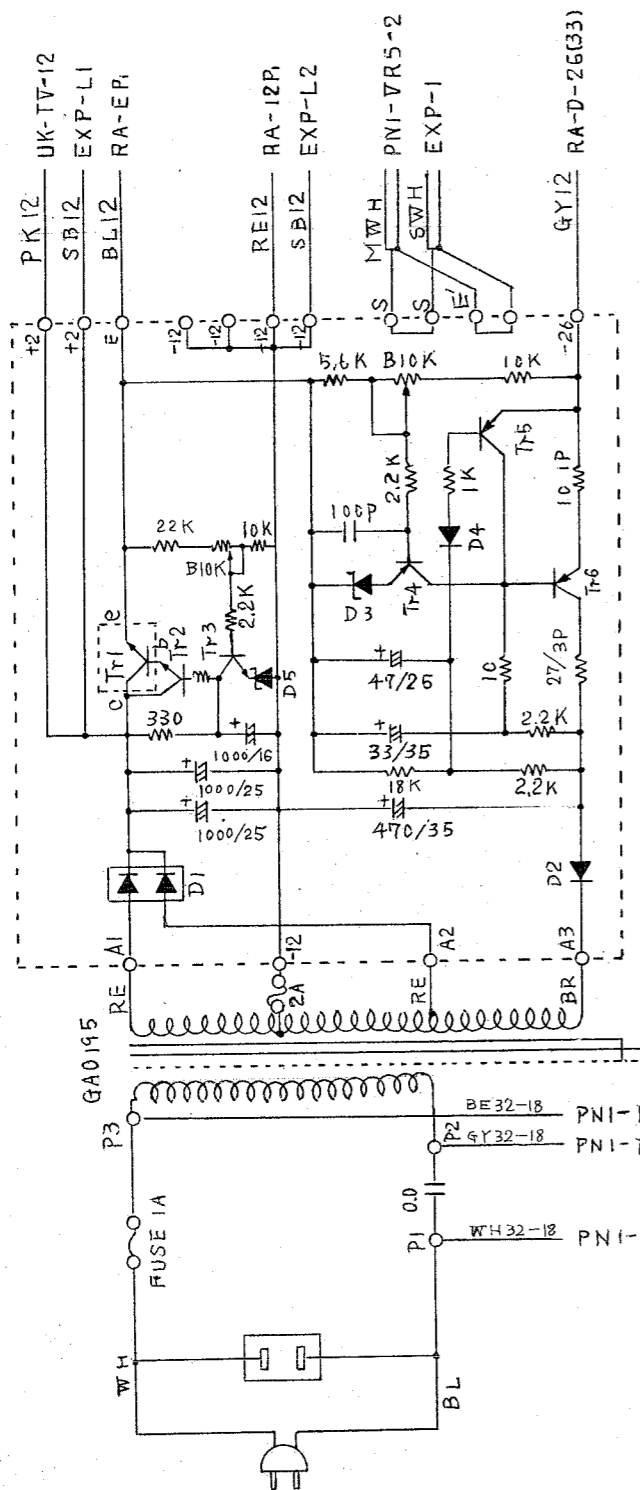 UK-TV-12
EXP-L1
RA-EP1
RA-12P1
EXP-L2
PN1-VR5-2
EXP-1
RA-D-26(33)
PK12
SB12
BL12
RE12
SB12
MWH
SWH
GY12
+2
+2
E
-12
-12
-12
-12
S
S
E
-26
5.6K
B10K
10K
22K
B10K
10K
2.2K
2.2K
100P
1K
Tr5
D4
D3
Tr4
Tr6
10 1P
e
Tr1
b
c
Tr2
Tr3
D5
330
1000/16
1000/25
1000/25
47/25
33/35
18K
470/35
10
27/3P
2.2K
2.2K
D1
D2
A1
-12
A2
A3
RE
2A
RE
BR
GA0195
P3
P2
BE32-18
PN1-
GY32-18
PN1-
P1
WH32-18
PN1-
FUSE 1A
WH
BL